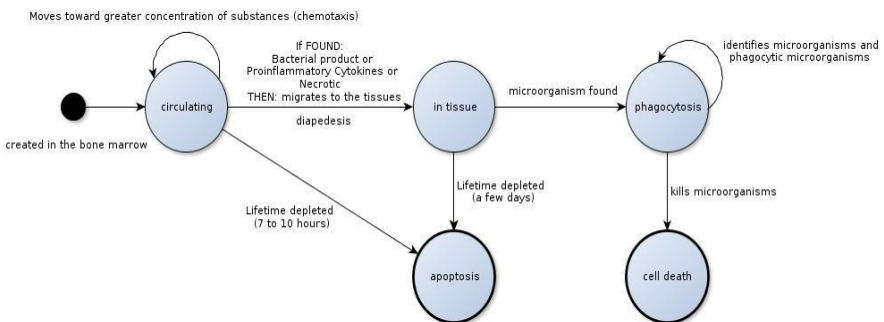 Moves toward greater concentration of substances (chemotaxis)
If FOUND:
Bacterial product or
Proinflammatory Cytokines or
Necrotic
THEN: migrates to the tissues
diapedesis
identifies microorganisms and
phagocytic microorganisms
circulating
in tissue
microorganism found
phagocytosis
created in the bone marrow
Lifetime depleted
(7 to 10 hours)
Lifetime depleted
(a few days)
kills microorganisms
apoptosis
cell death